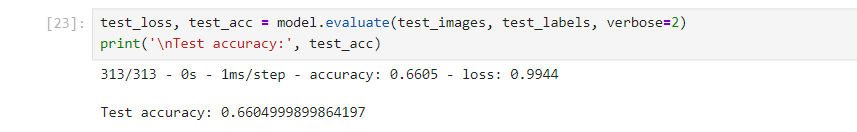 [23]: test_loss, test_acc = model.evaluate(test_images, test_labels, verbose=2)
print('\nTest accuracy:', test_acc)
313/313 - 0s - 1ms/step - accuracy: 0.6605 - loss: 0.9944
Test accuracy: 0.6604999899864197